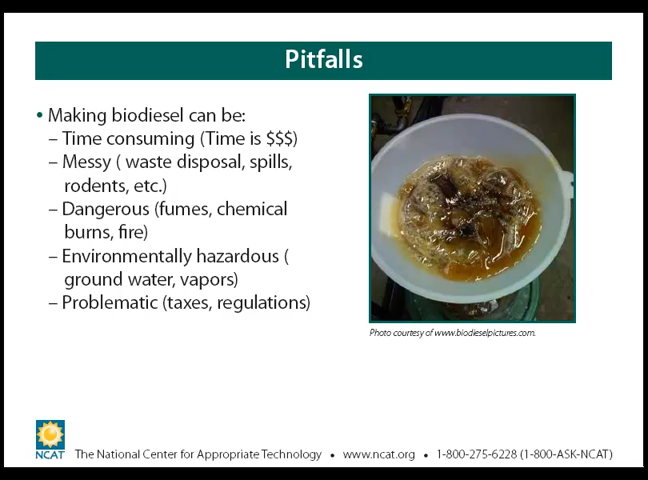 Pitfalls
• Making biodiesel can be:
– Time consuming (Time is $$$)
– Messy ( waste disposal, spills,
rodents, etc.)
– Dangerous (fumes, chemical
burns, fire)
– Environmentally hazardous (
ground water, vapors)
– Problematic (taxes, regulations)
Photo courtesy of www.biodieselpictures.com.
NCAT
The National Center for Appropriate Technology • www.ncat.org • 1-800-275-6228 (1-800-ASK-NCAT)